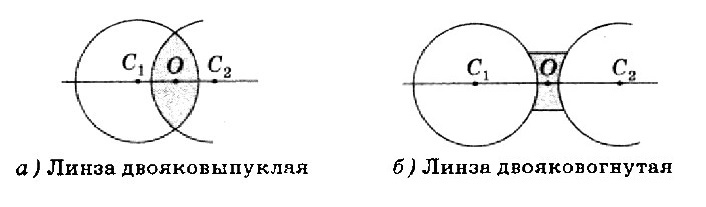 C₁ O C₂
C₁ O C₂
а) Линза двояковыпуклая
б) Линза двояковогнутая